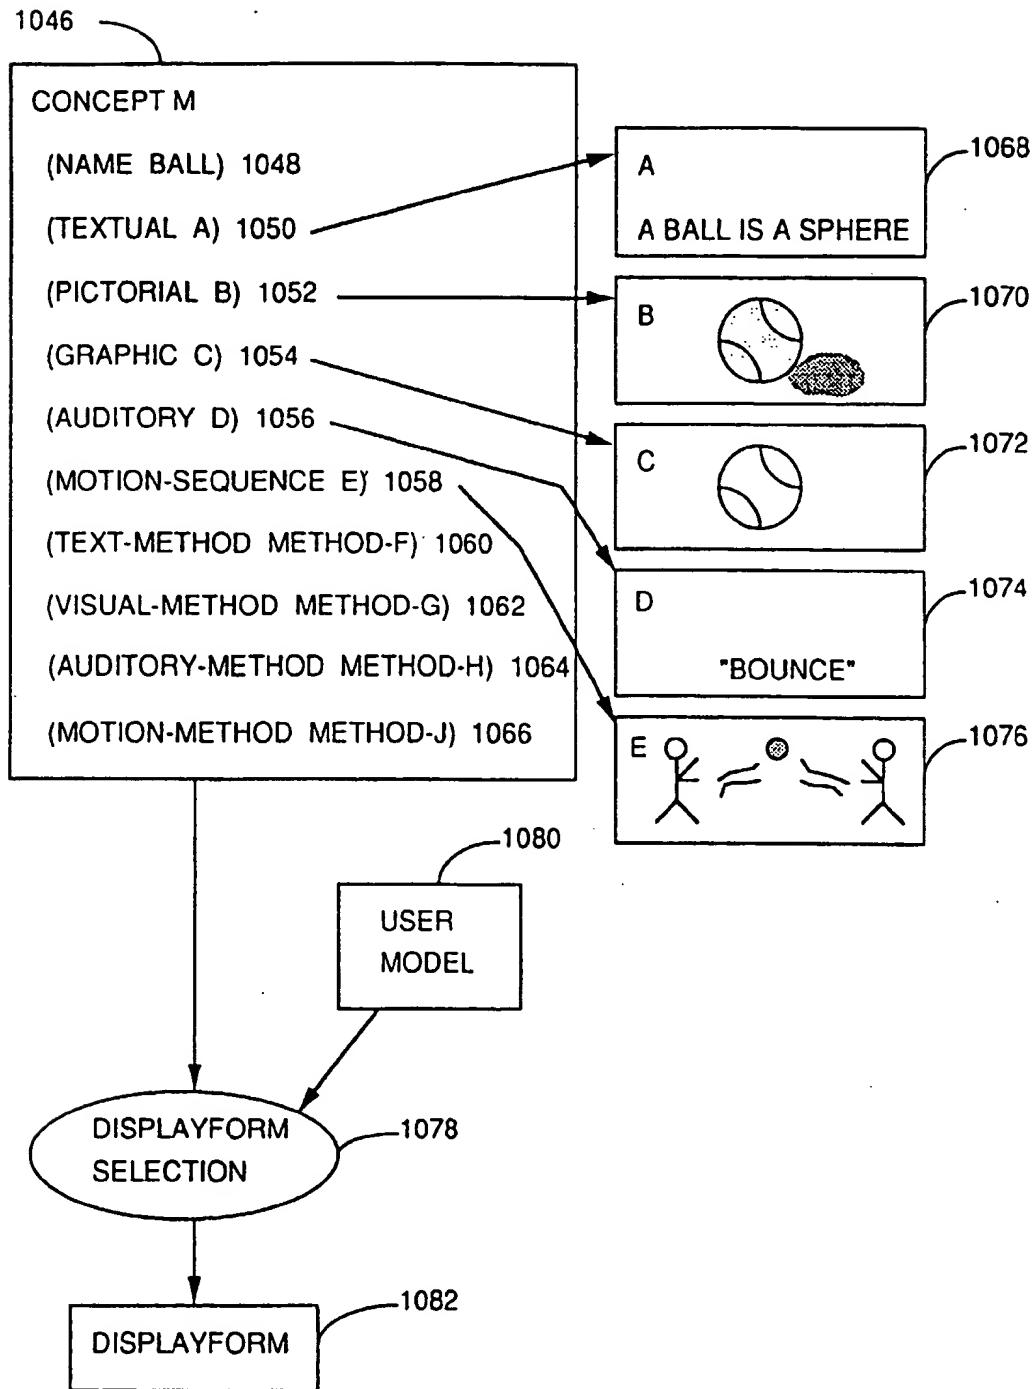 1046
CONCEPT M
(NAME BALL) 1048
(TEXTUAL A) 1050
(PICTORIAL B) 1052
(GRAPHIC C) 1054
(AUDITORY D) 1056
(MOTION-SEQUENCE E) 1058
(TEXT-METHOD METHOD-F) 1060
(VISUAL-METHOD METHOD-G) 1062
(AUDITORY-METHOD METHOD-H) 1064
(MOTION-METHOD METHOD-J) 1066
A
A BALL IS A SPHERE
1068
B
1070
C
1072
D
"BOUNCE"
1074
E
1076
1080
USER
MODEL
DISPLAYFORM
SELECTION
1078
1082
DISPLAYFORM